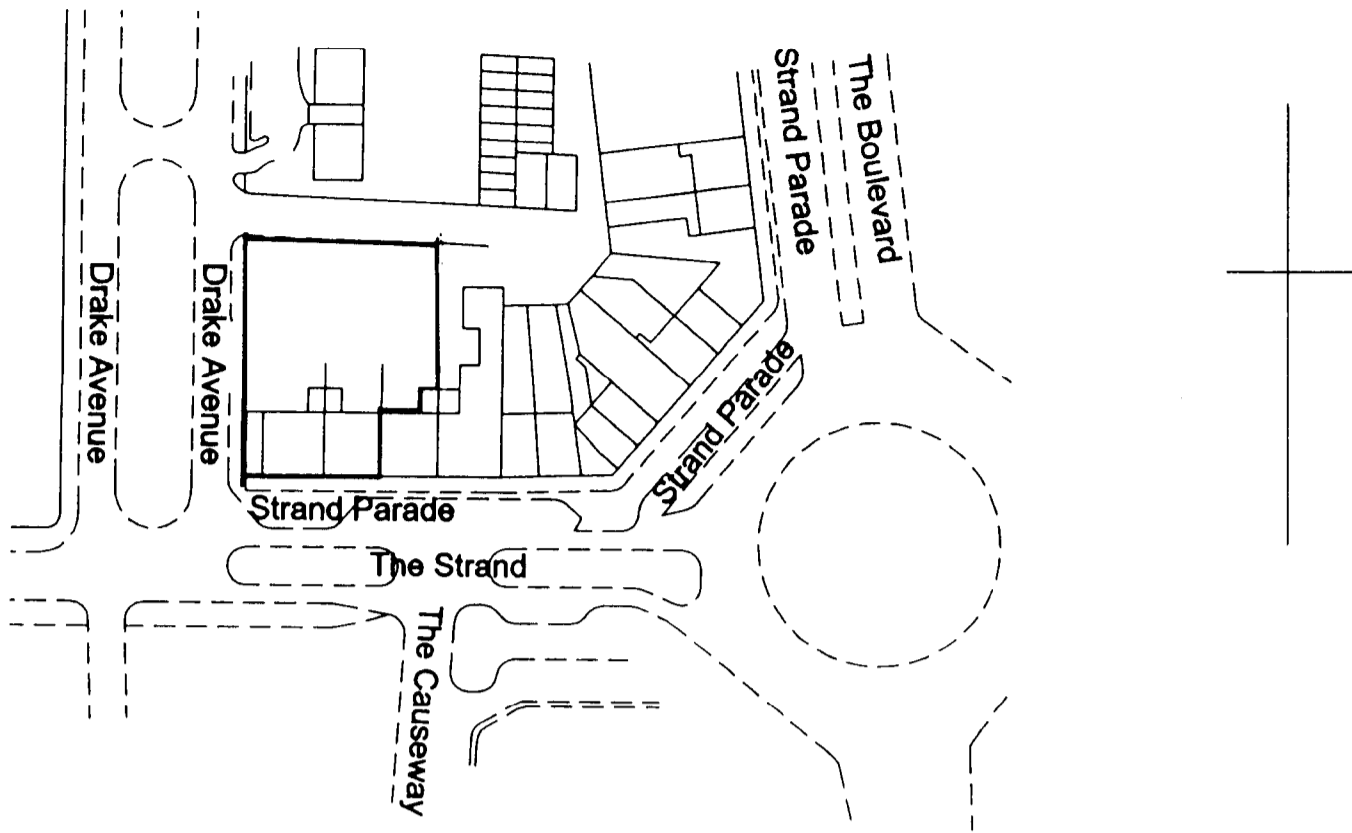 Strand Parade
The Boulevard
Drake Avenue
Drake Avenue
Strand Parade
Strand Parade
The Strand
The Causeway